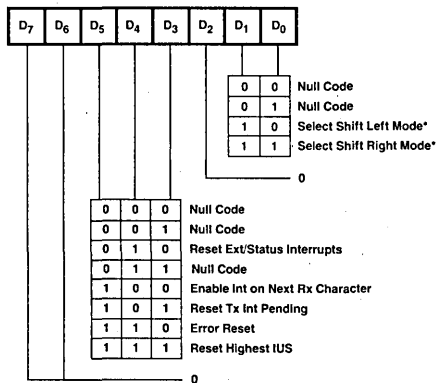 D7 D6 D5 D4 D3 D2 D1 D0
0 0 Null Code
0 1 Null Code
1 0 Select Shift Left Mode*
1 1 Select Shift Right Mode*
0
0 0 0 Null Code
0 0 1 Null Code
0 1 0 Reset Ext/Status Interrupts
0 1 1 Null Code
1 0 0 Enable Int on Next Rx Character
1 0 1 Reset Tx Int Pending
1 1 0 Error Reset
1 1 1 Reset Highest IUS
0